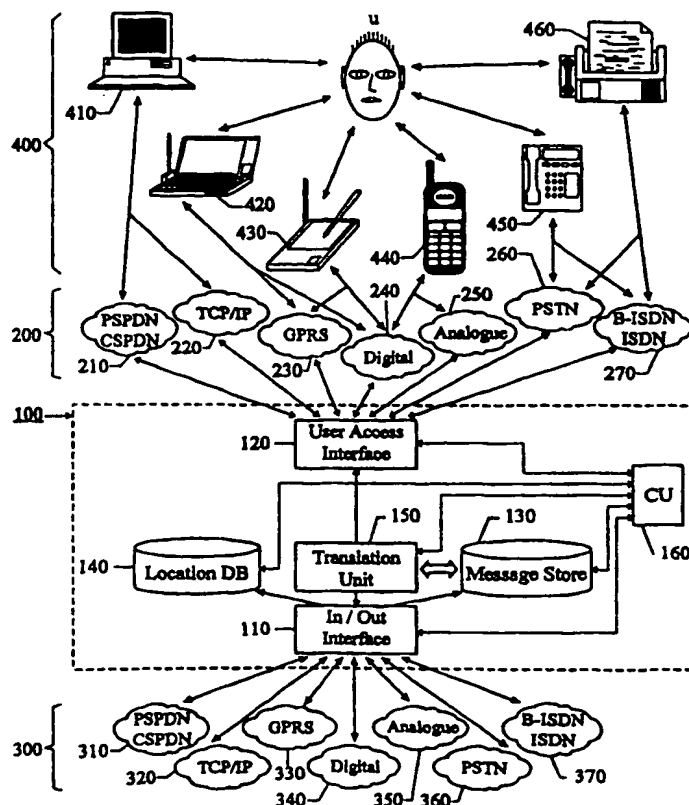 u
460
410
400
420
430
440
450
260
240
250
200
PSPDN
CSPDN
TCP/IP
GPRS
Digital
Analogue
PSTN
B-ISDN
ISDN
210
220
230
270
100
120
User Access
Interface
CU
150
130
160
140
Location DB
Translation
Unit
Message Store
110
In / Out
Interface
300
PSPDN
CSPDN
GPRS
Analogue
B-ISDN
ISDN
310
TCP/IP
330
Digital
350
PSTN
370
320
340
360